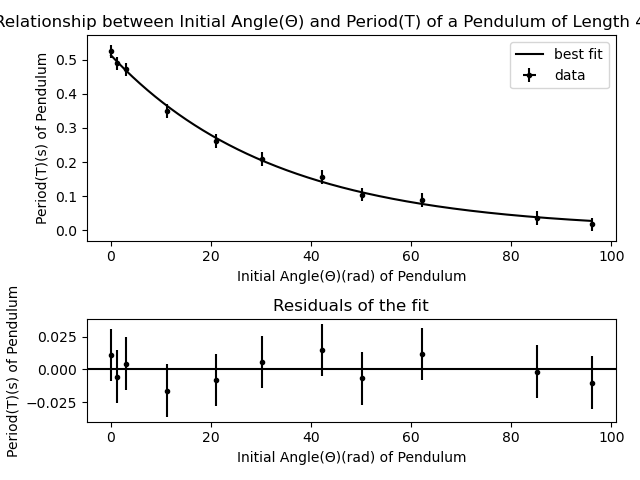 Relationship between Initial Angle(Θ) and Period(T) of a Pendulum of Length 4
Period(T)(s) of Pendulum
0.5
0.4
0.3
0.2
0.1
0.0
best fit
data
0 20 40 60 80 100
Initial Angle(Θ)(rad) of Pendulum
Residuals of the fit
Period(T)(s) of Pendulum
0.025
0.000
−0.025
0 20 40 60 80 100
Initial Angle(Θ)(rad) of Pendulum